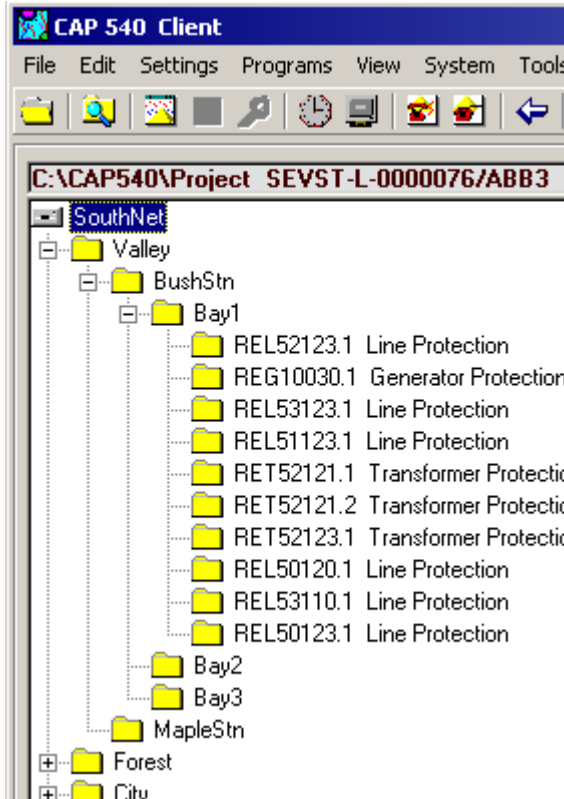 CAP 540 Client
File Edit Settings Programs View System Tools
C:\CAP540\Project SEVST-L-0000076/ABB3
SouthNet
Valley
BushStn
Bay1
REL52123.1 Line Protection
REG10030.1 Generator Protection
REL53123.1 Line Protection
REL51123.1 Line Protection
RET52121.1 Transformer Protectio
RET52121.2 Transformer Protectio
RET52123.1 Transformer Protectio
REL50120.1 Line Protection
REL53110.1 Line Protection
REL50123.1 Line Protection
Bay2
Bay3
MapleStn
Forest
City